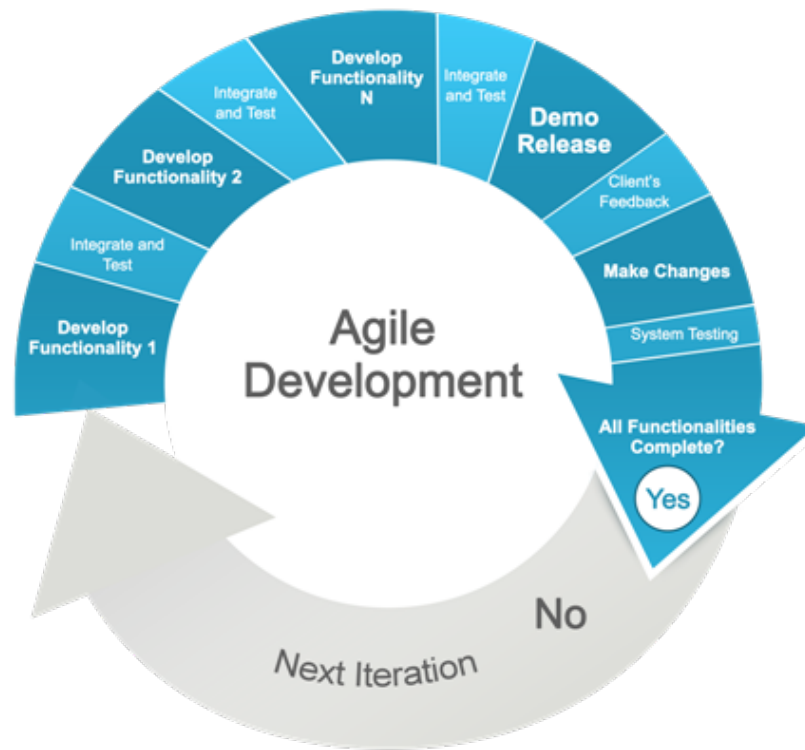 Develop
Functionality 1
Integrate and
Test
Develop
Functionality 2
Integrate
and Test
Develop
Functionality
N
Integrate
and Test
Demo
Release
Client's
Feedback
Make Changes
System Testing
All Functionalities
Complete?
Yes
No
Next Iteration
Agile
Development